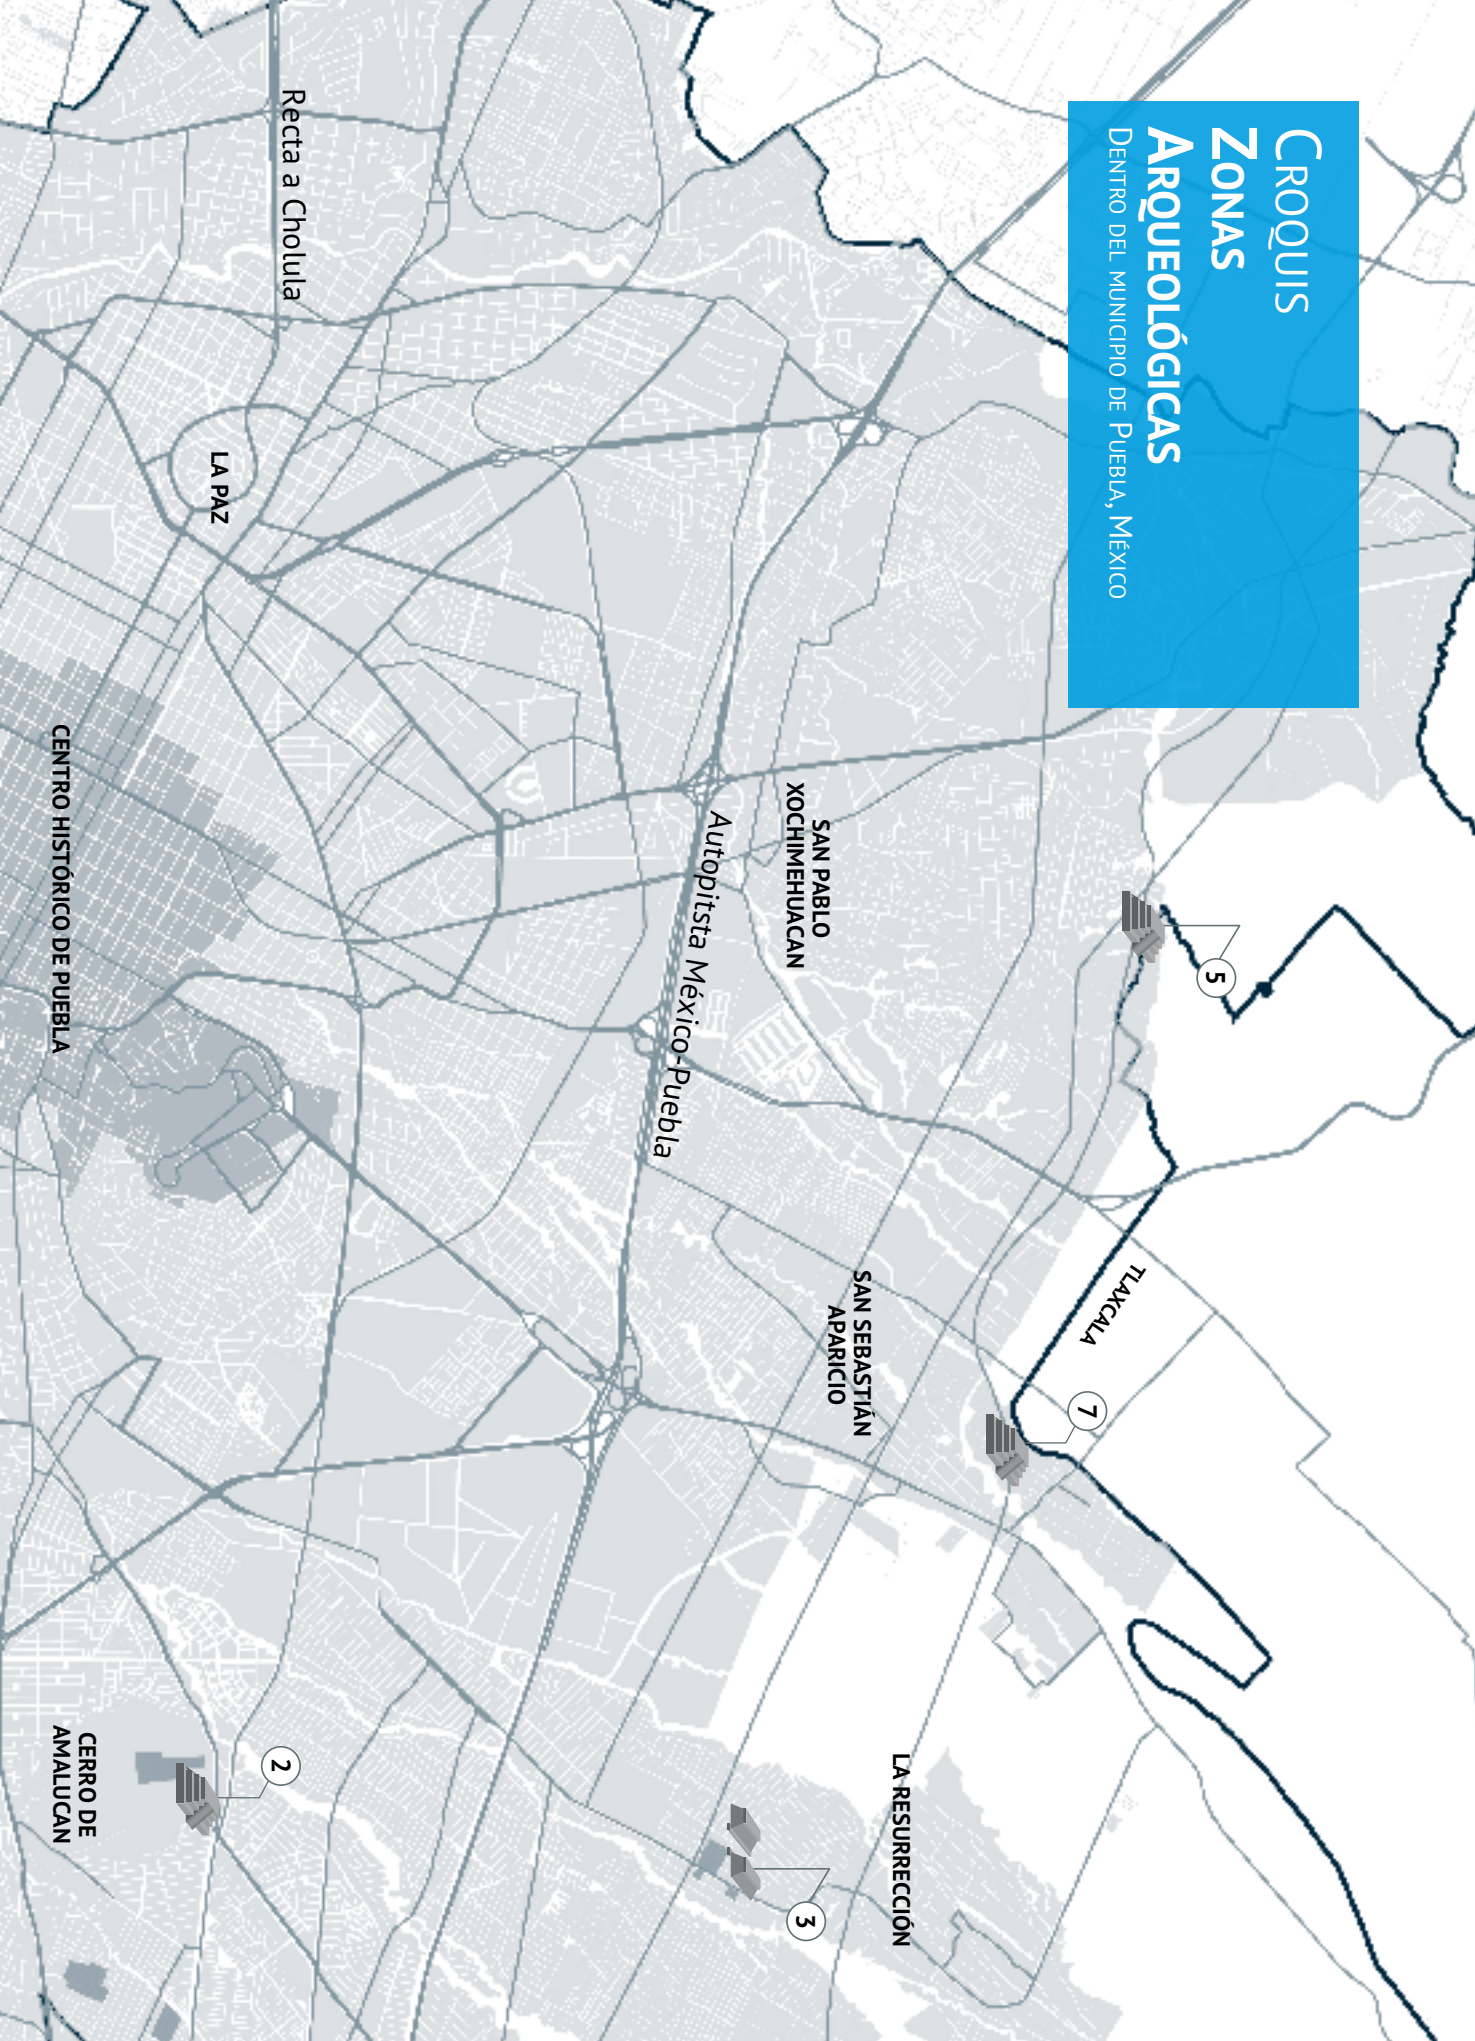 CROQUIS
ZONAS
ARQUEOLÓGICAS
DENTRO DEL MUNICIPIO DE PUEBLA, MÉXICO
5
TLAXCALA
7
LA RESURRECCIÓN
SAN PABLO
XOCHIMEHUACAN
SAN SEBASTIÁN
APARICIO
3
Autopitsta México-Puebla
Recta a Cholula
LA PAZ
2
CENTRO HISTÓRICO DE PUEBLA
CERRO DE
AMALUCAN